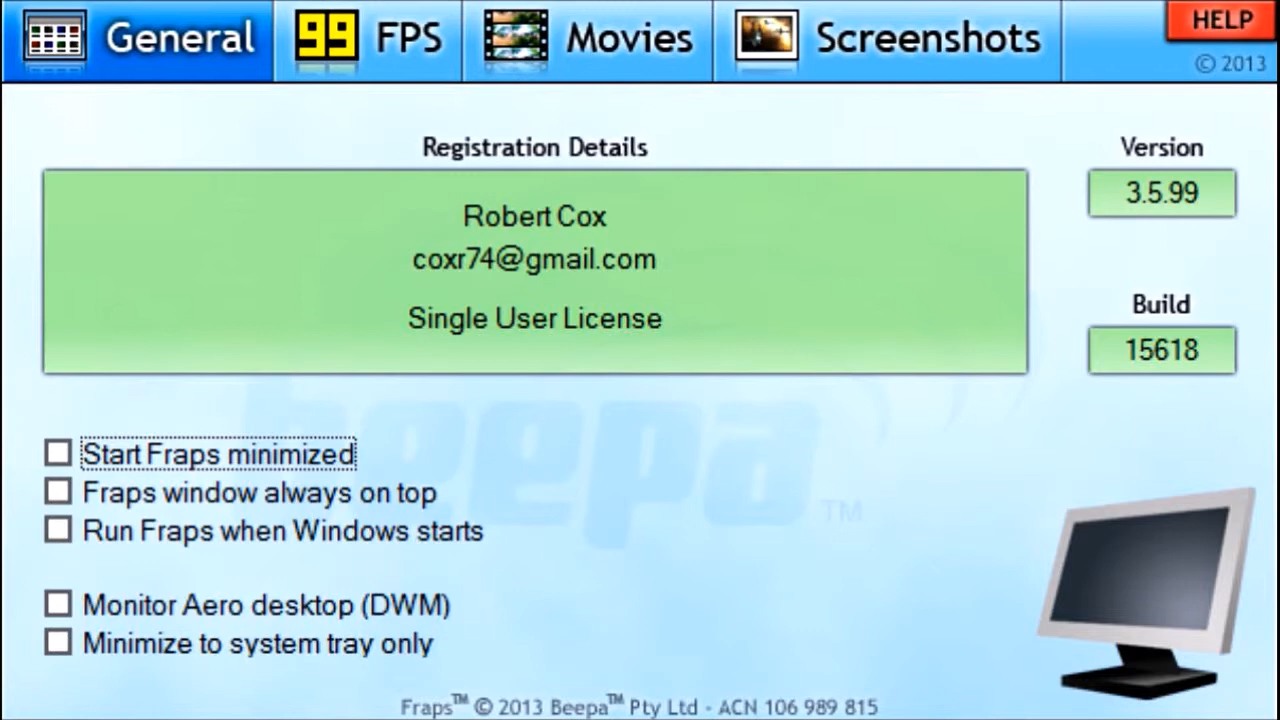 General
99 FPS
Movies
Screenshots
HELP
© 2013
Registration Details
Robert Cox
coxr74@gmail.com
Single User License
Version
3.5.99
Build
15618
beepa™
Start Fraps minimized
Fraps window always on top
Run Fraps when Windows starts
Monitor Aero desktop (DWM)
Minimize to system tray only
Fraps™ © 2013 Beepa™ Pty Ltd - ACN 106 989 815